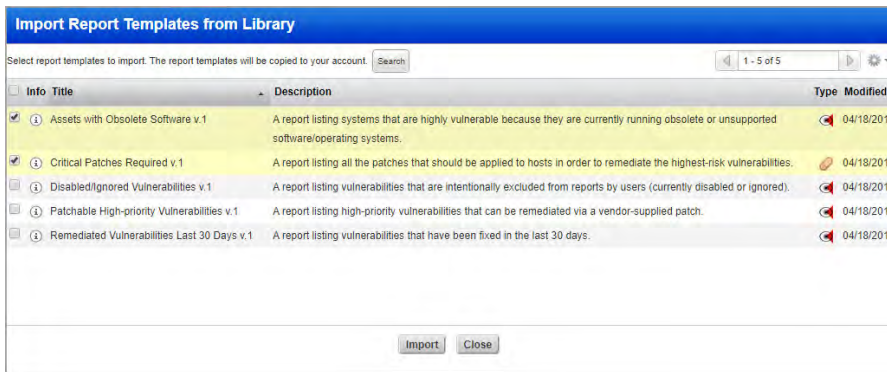 Import Report Templates from Library
Select report templates to import. The report templates will be copied to your account. Search 1 - 5 of 5
Info Title Description Type Modified
Assets with Obsolete Software v.1 A report listing systems that are highly vulnerable because they are currently running obsolete or unsupported 04/18/201
software/operating systems.
Critical Patches Required v.1 A report listing all the patches that should be applied to hosts in order to remediate the highest-risk vulnerabilities. 04/18/201
Disabled/Ignored Vulnerabilities v.1 A report listing vulnerabilities that are intentionally excluded from reports by users (currently disabled or ignored). 04/18/201
Patchable High-priority Vulnerabilities v.1 A report listing high-priority vulnerabilities that can be remediated via a vendor-supplied patch. 04/18/201
Remediated Vulnerabilities Last 30 Days v.1 A report listing vulnerabilities that have been fixed in the last 30 days. 04/18/201
Import Close